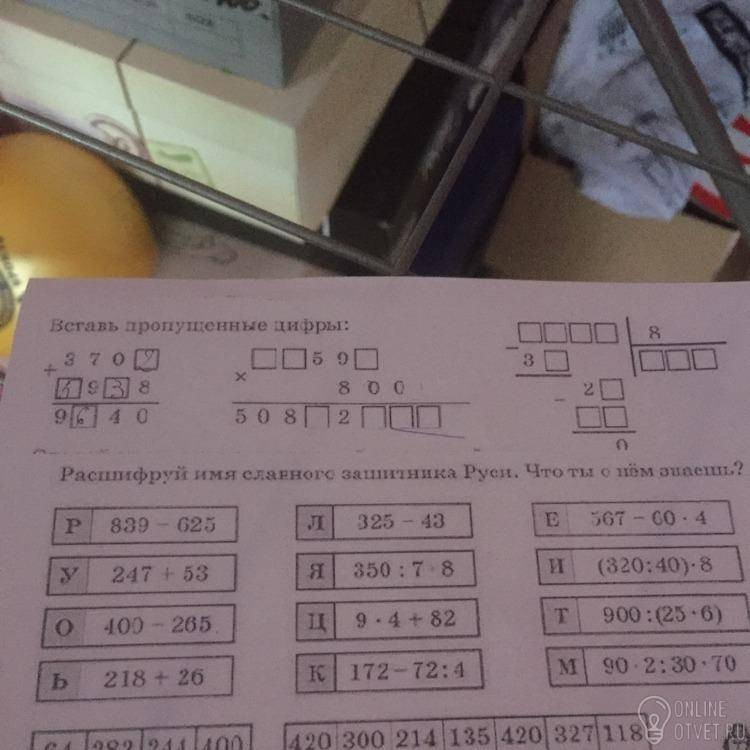 Вставь пропущенные цифры:
+ 3 7 0 9
5 9 3 8
9 6 4 0
× □ □ 5 9 □
8 0 0
5 0 8 □ 2 □ □ □
− □ □ □ □ 8
3 □ □ □ □
− 2 □
□ □
0
Расшифруй имя славного защитника Руси. Что ты о нём знаешь?
Р 839 − 625
Л 325 − 43
Е 567 − 60 · 4
У 247 + 53
Я 350 : 7 · 8
И (320:40)·8
О 400 − 265
Ц 9 · 4 + 82
Т 900:(25·6)
Ь 218 + 26
К 172 − 72:4
М 90·2:30·70
64 282 244 400
420 300 214 135 420 327 118
ONLINE
OTVET.RU